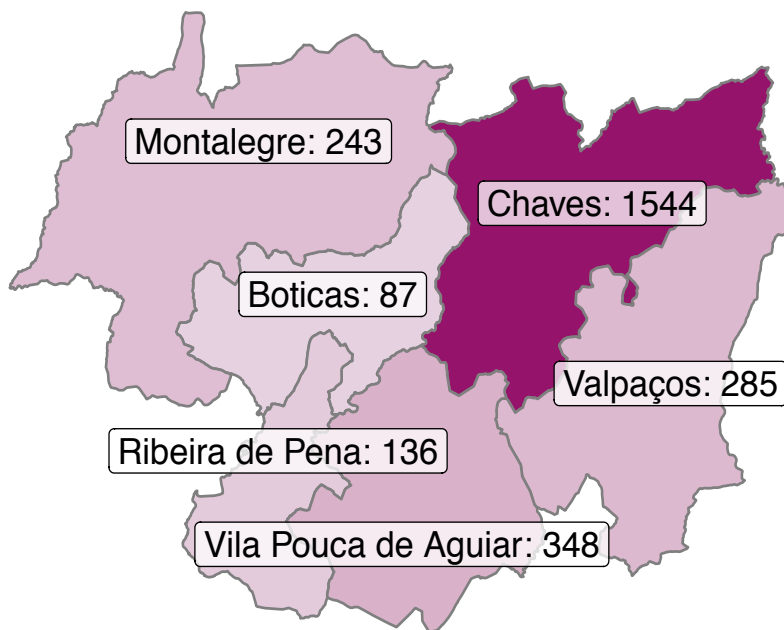 Montalegre: 243
Chaves: 1544
Boticas: 87
Valpaços: 285
Ribeira de Pena: 136
Vila Pouca de Aguiar: 348